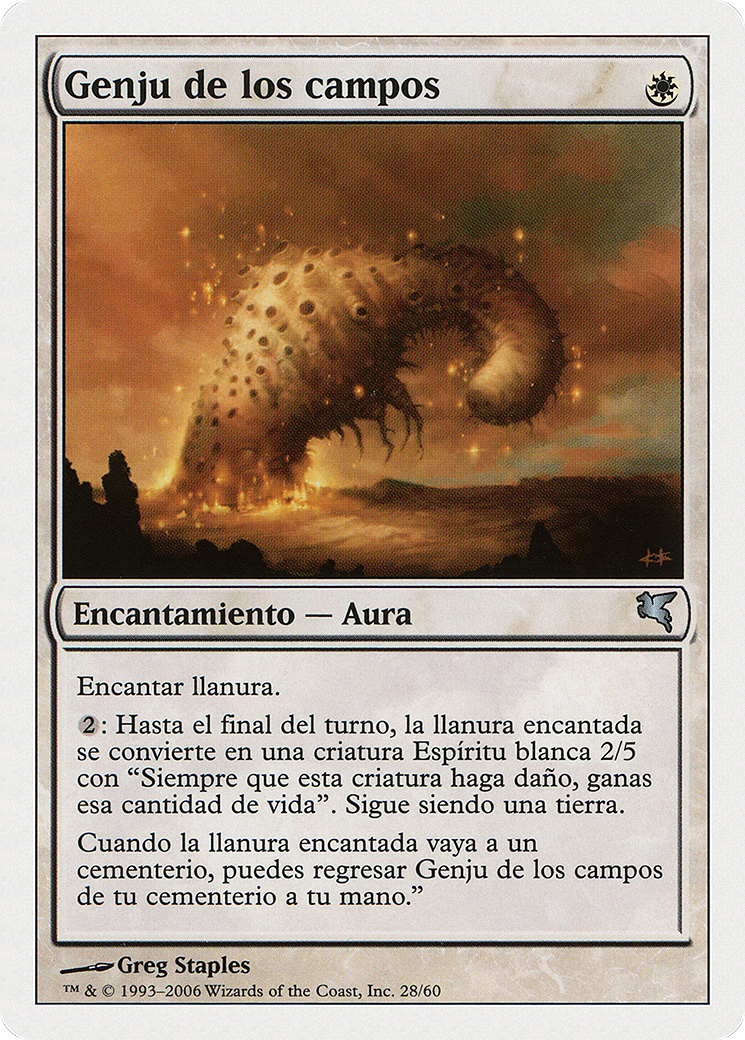 Genju de los campos
Encantamiento — Aura
Encantar llanura.
2: Hasta el final del turno, la llanura encantada
se convierte en una criatura Espíritu blanca 2/5
con “Siempre que esta criatura haga daño, ganas
esa cantidad de vida”. Sigue siendo una tierra.
Cuando la llanura encantada vaya a un
cementerio, puedes regresar Genju de los campos
de tu cementerio a tu mano.”
Greg Staples
™ & © 1993–2006 Wizards of the Coast, Inc. 28/60